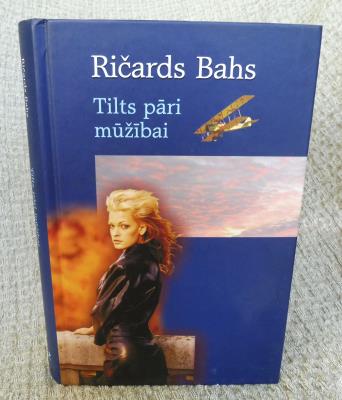 Ričards Bahs
Tilts pāri
mūžībai